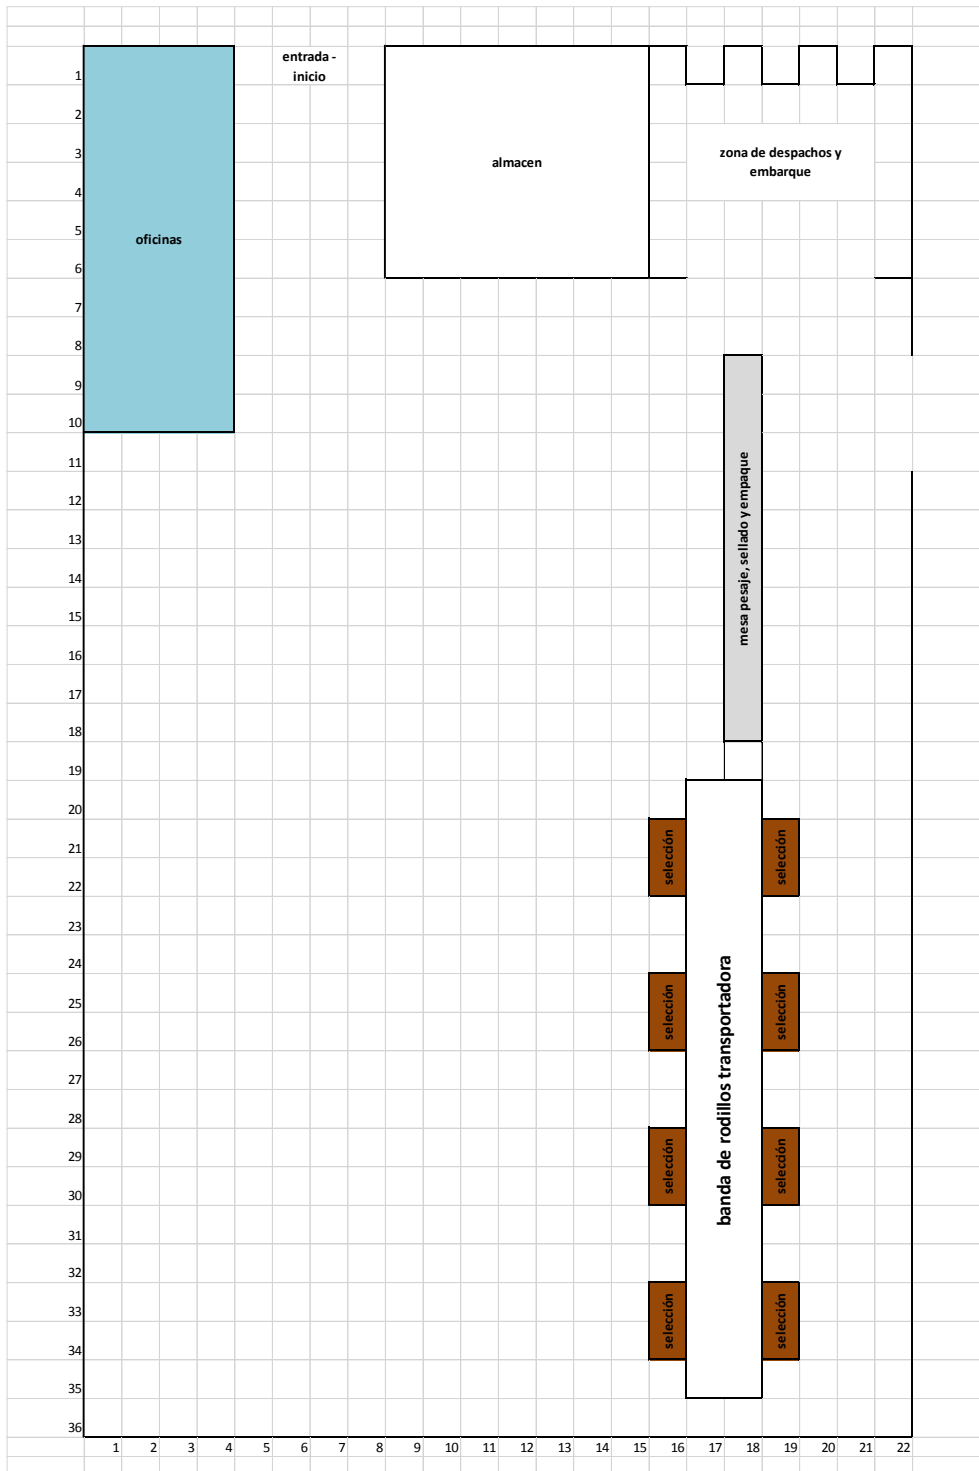 entrada -
inicio
1
2
3
4
5
6
7
8
9
10
11
12
13
14
15
16
17
18
19
20
21
22
23
24
25
26
27
28
29
30
31
32
33
34
35
36
oficinas
almacen
zona de despachos y
embarque
mesa pesaje, sellado y empaque
banda de rodillos transportadora
selección
selección
selección
selección
selección
selección
selección
selección
1 2 3 4 5 6 7 8 9 10 11 12 13 14 15 16 17 18 19 20 21 22